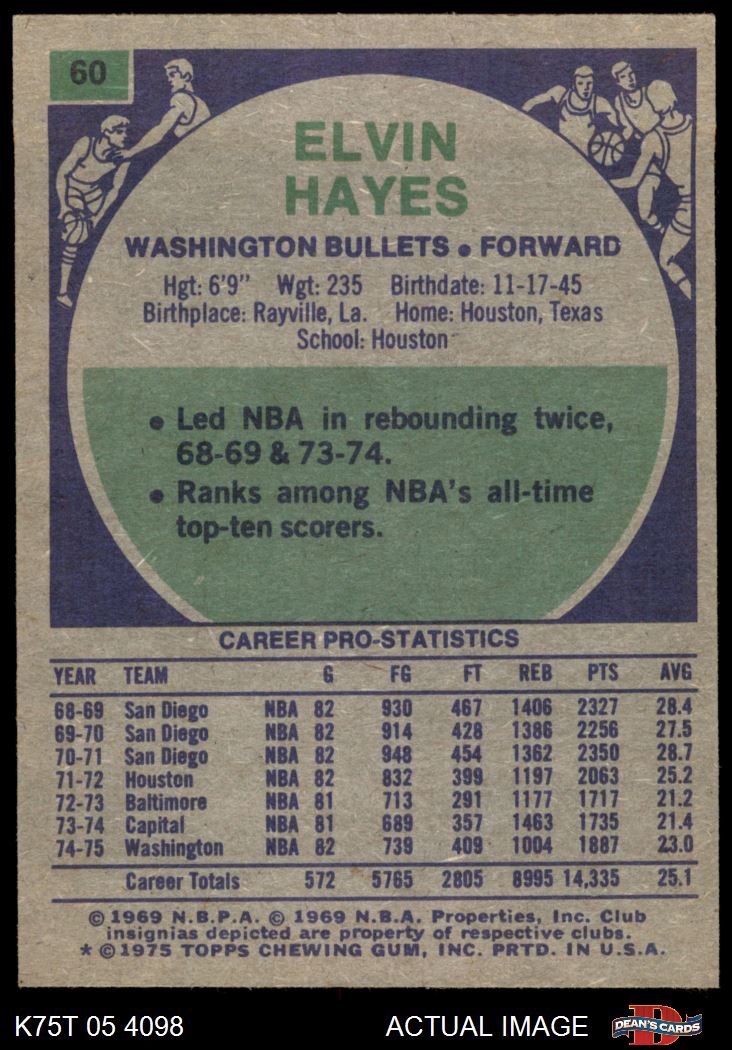 60
ELVIN
HAYES
WASHINGTON BULLETS • FORWARD
Hgt: 6'9" Wgt: 235 Birthdate: 11-17-45
Birthplace: Rayville, La. Home: Houston, Texas
School: Houston
• Led NBA in rebounding twice,
68-69 & 73-74.
• Ranks among NBA's all-time
top-ten scorers.
CAREER PRO-STATISTICS
YEAR TEAM G FG FT REB PTS AVG
68-69 San Diego NBA 82 930 467 1406 2327 28.4
69-70 San Diego NBA 82 914 428 1386 2256 27.5
70-71 San Diego NBA 82 948 454 1362 2350 28.7
71-72 Houston NBA 82 832 399 1197 2063 25.2
72-73 Baltimore NBA 81 713 291 1177 1717 21.2
73-74 Capital NBA 81 689 357 1463 1735 21.4
74-75 Washington NBA 82 739 409 1004 1887 23.0
Career Totals 572 5765 2805 8995 14,335 25.1
© 1969 N.B.P.A. © 1969 N.B.A. Properties, Inc. Club
insignias depicted are property of respective clubs.
* © 1975 TOPPS CHEWING GUM, INC. PRTD. IN U.S.A.
K75T 05 4098 ACTUAL IMAGE DEAN'S CARDS